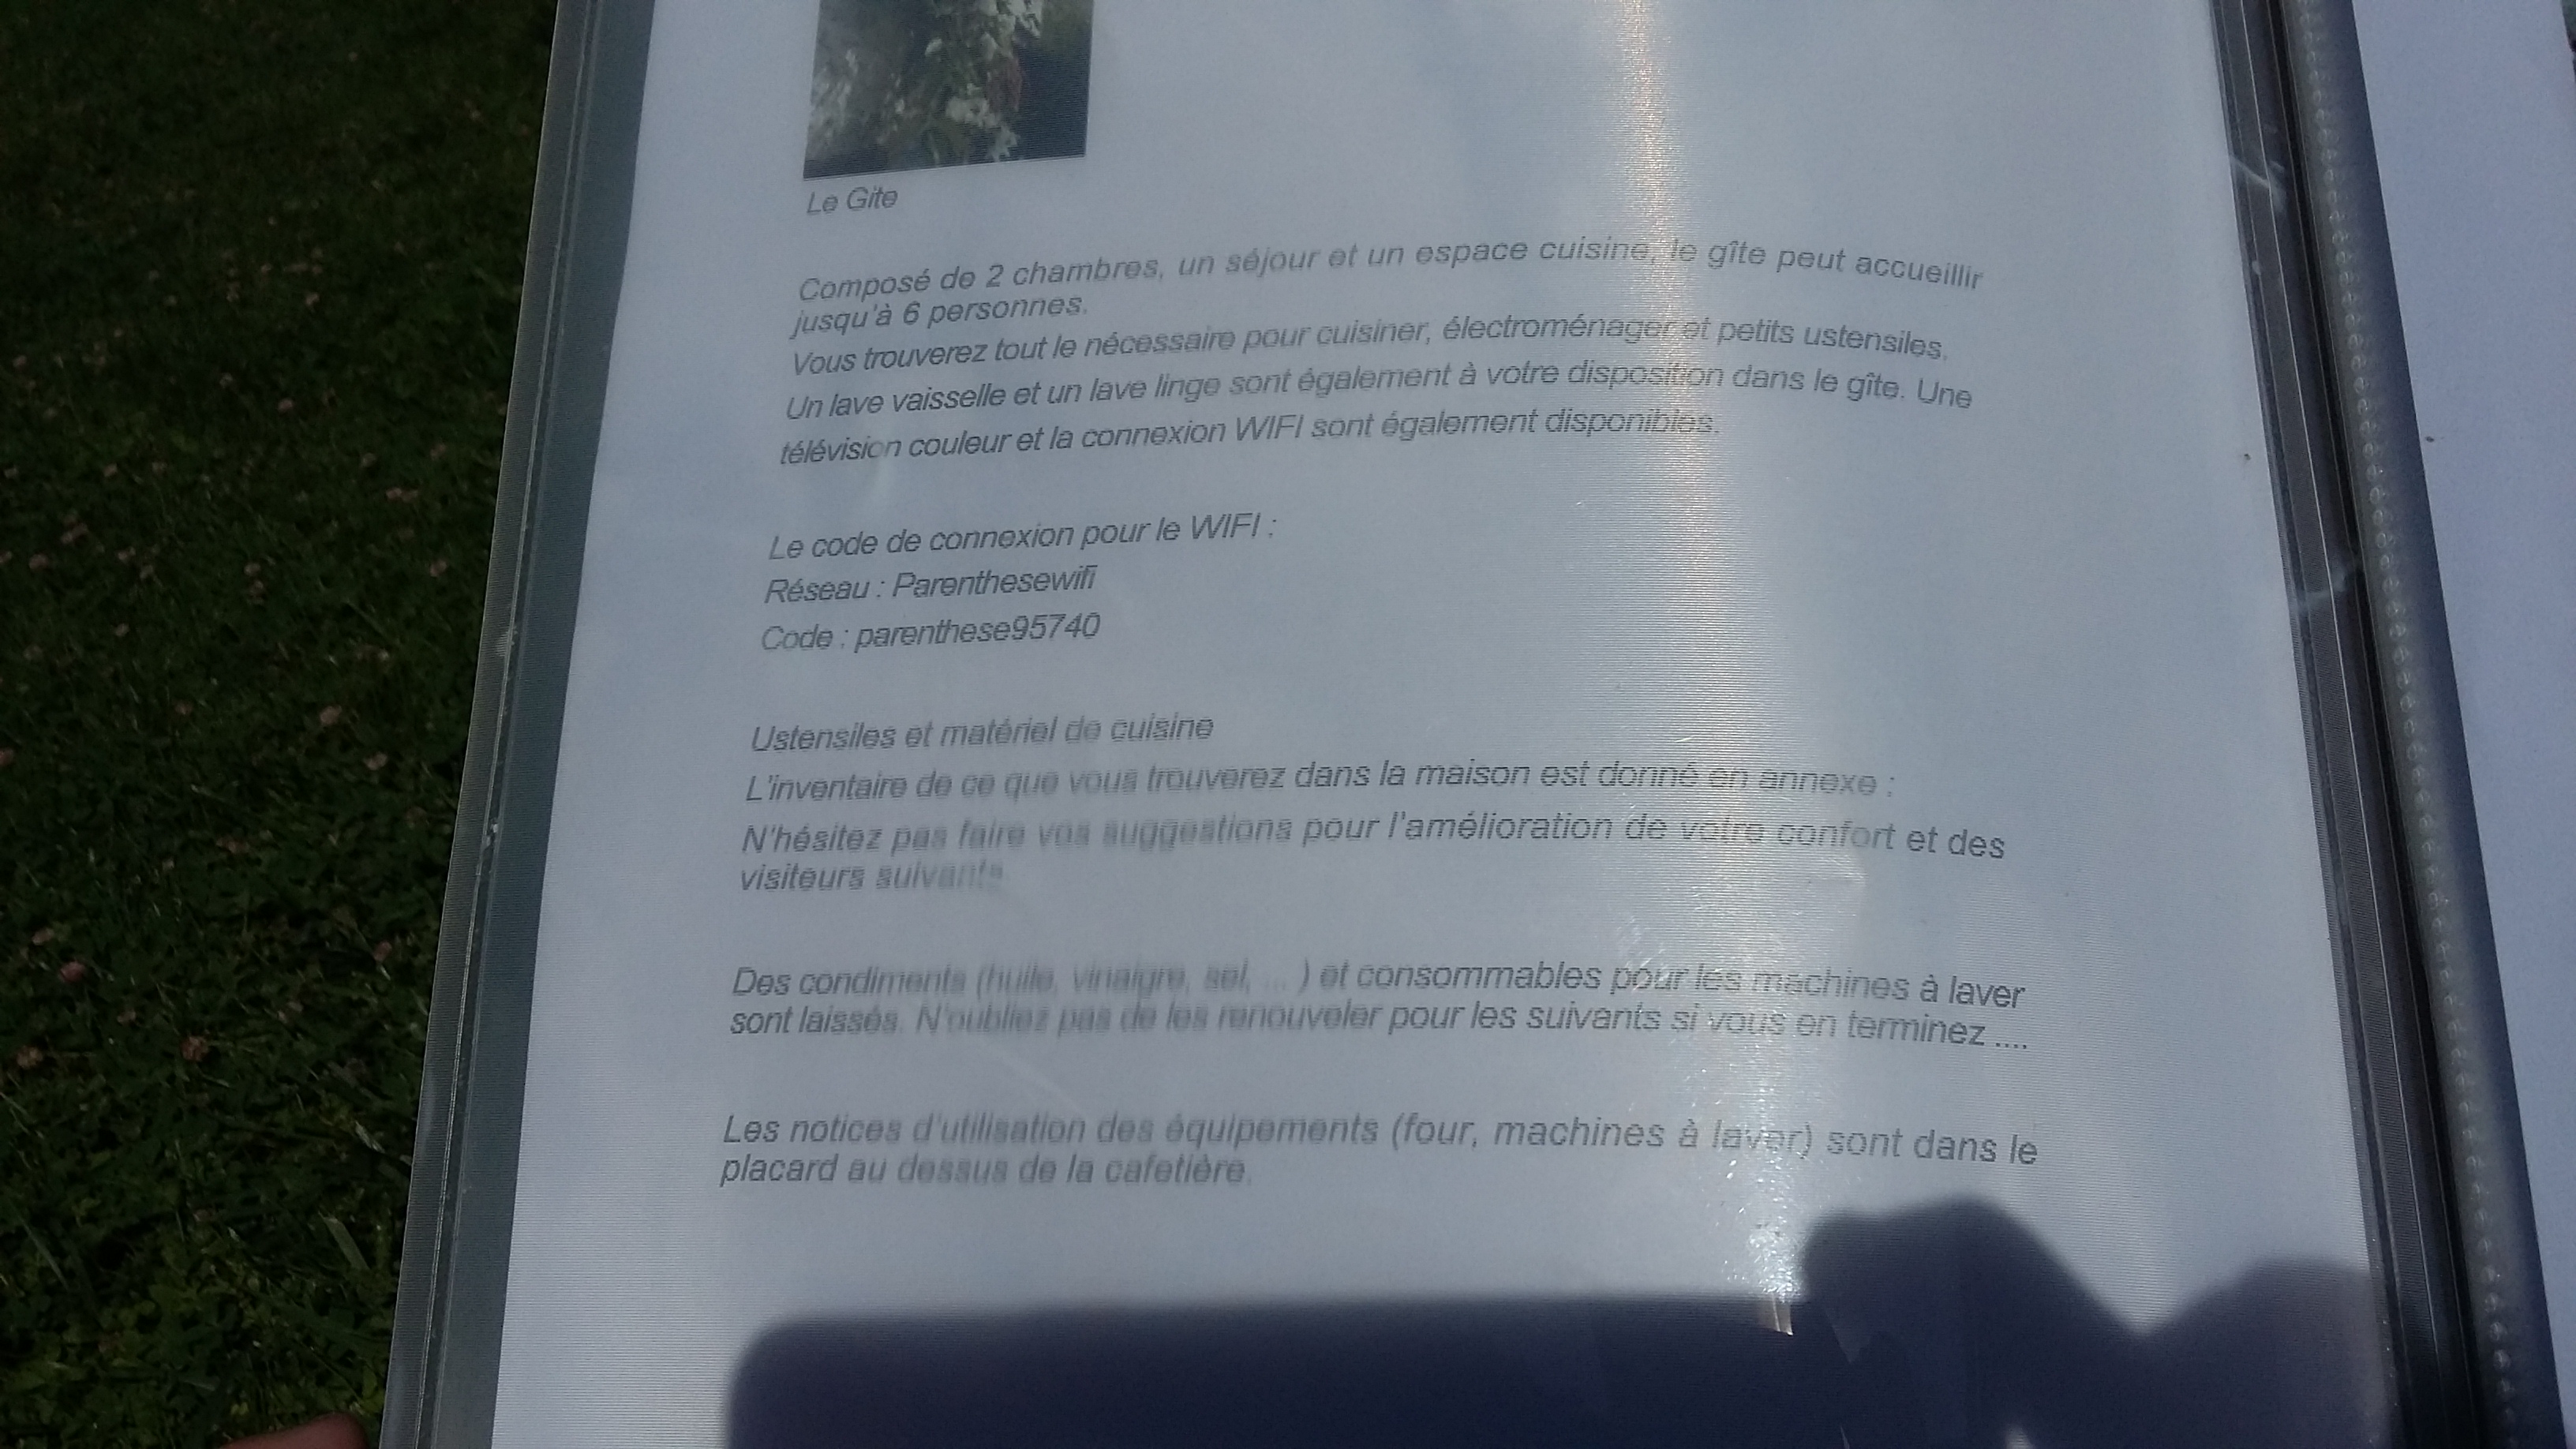 Le Gite
Composé de 2 chambres, un séjour et un espace cuisine, le gîte peut accueillir
jusqu'à 6 personnes.
Vous trouverez tout le nécessaire pour cuisiner, électroménager et petits ustensiles.
Un lave vaisselle et un lave linge sont également à votre disposition dans le gîte. Une
télévision couleur et la connexion WIFI sont également disponibles.
Le code de connexion pour le WIFI :
Réseau : Parenthesewifi
Code : parenthese95740
Ustensiles et matériel de cuisine
L'inventaire de ce que vous trouverez dans la maison est donné en annexe ;
N'hésitez pas faire vos suggestions pour l'amélioration de votre confort et des
visiteurs suivants
Des condiments (huile, vinaigre, sel, ... ) et consommables pour les machines à laver
sont laissés. N'oubliez pas de les renouveler pour les suivants si vous en terminez ....
Les notices d'utilisation des équipements (four, machines à laver) sont dans le
placard au dessus de la cafetière.